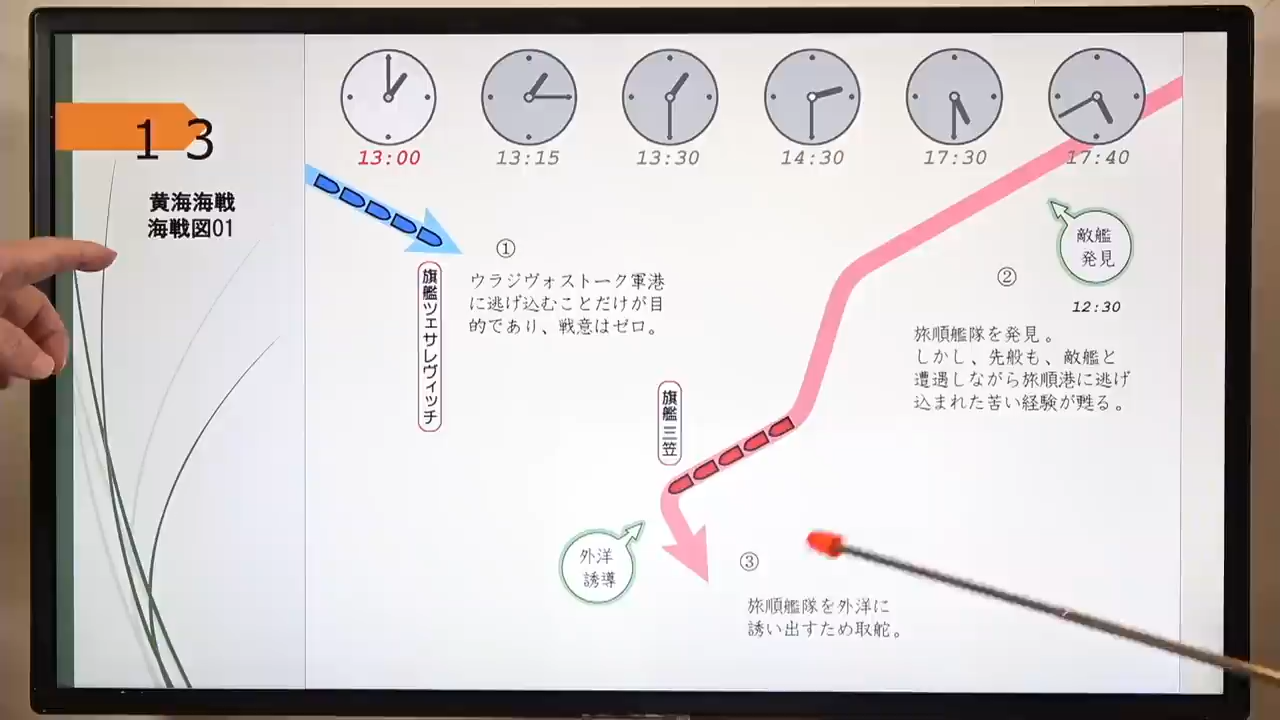 13
黄海海戦
海戦図01
13:00
13:15
13:30
14:30
17:30
17:40
①
ウラジヴォストーク軍港
に逃げ込むことだけが目
的であり、戦意はゼロ。
旗艦ツェサレヴィッチ
敵艦
発見
12:30
②
旅順艦隊を発見。
しかし、先般も、敵艦と
遭遇しながら旅順港に逃げ
込まれた苦い経験が甦る。
旗艦三笠
外洋
誘導
③
旅順艦隊を外洋に
誘い出すため取舵。